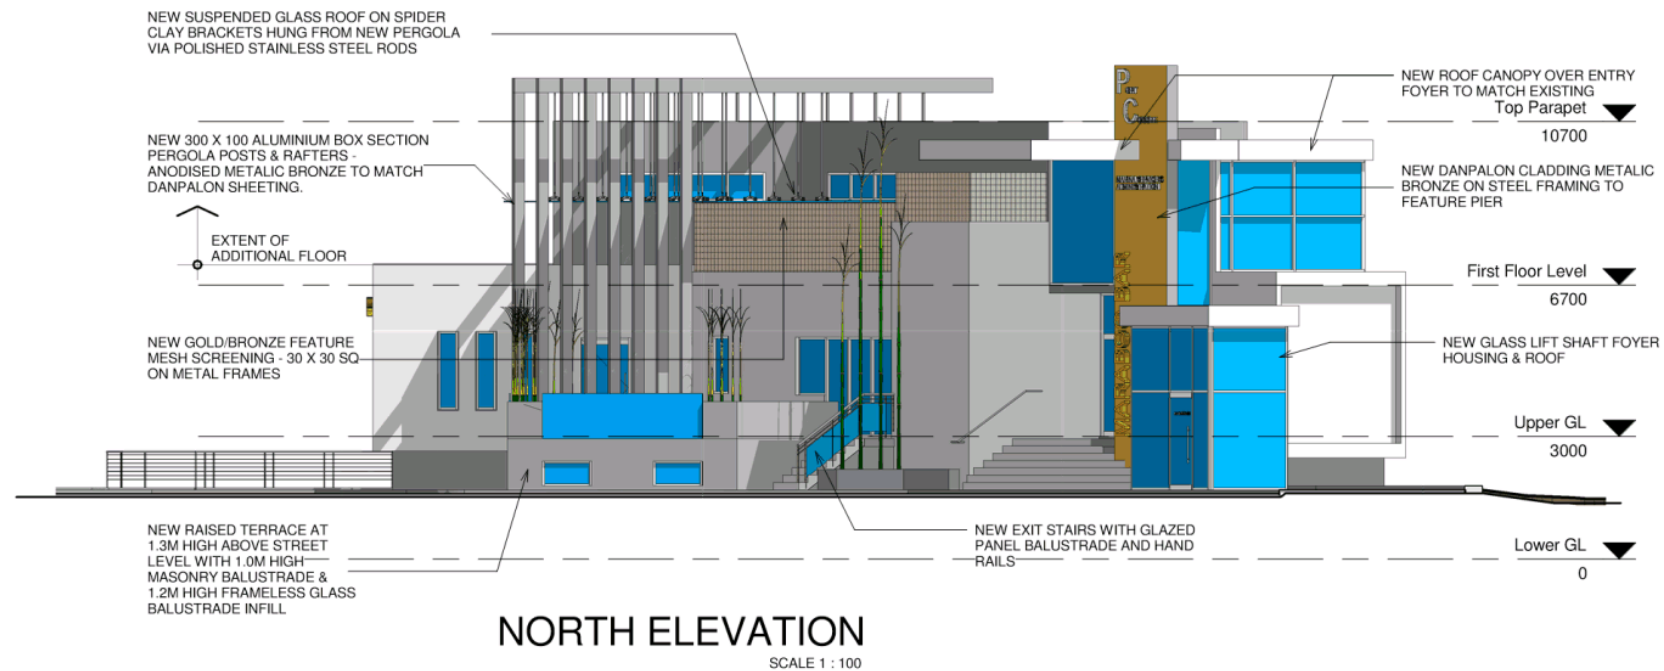 NEW SUSPENDED GLASS ROOF ON SPIDER
CLAY BRACKETS HUNG FROM NEW PERGOLA
VIA POLISHED STAINLESS STEEL RODS
NEW 300 X 100 ALUMINIUM BOX SECTION
PERGOLA POSTS & RAFTERS -
ANODISED METALIC BRONZE TO MATCH
DANPALON SHEETING.
EXTENT OF
ADDITIONAL FLOOR
NEW GOLD/BRONZE FEATURE
MESH SCREENING - 30 X 30 SQ
ON METAL FRAMES
NEW RAISED TERRACE AT
1.3M HIGH ABOVE STREET
LEVEL WITH 1.0M HIGH
MASONRY BALUSTRADE &
1.2M HIGH FRAMELESS GLASS
BALUSTRADE INFILL
P
C
NEW EXIT STAIRS WITH GLAZED
PANEL BALUSTRADE AND HAND
RAILS
NEW ROOF CANOPY OVER ENTRY
FOYER TO MATCH EXISTING
Top Parapet
10700
NEW DANPALON CLADDING METALIC
BRONZE ON STEEL FRAMING TO
FEATURE PIER
First Floor Level
6700
NEW GLASS LIFT SHAFT FOYER
HOUSING & ROOF
Upper GL
3000
Lower GL
0
NORTH ELEVATION
SCALE 1 : 100